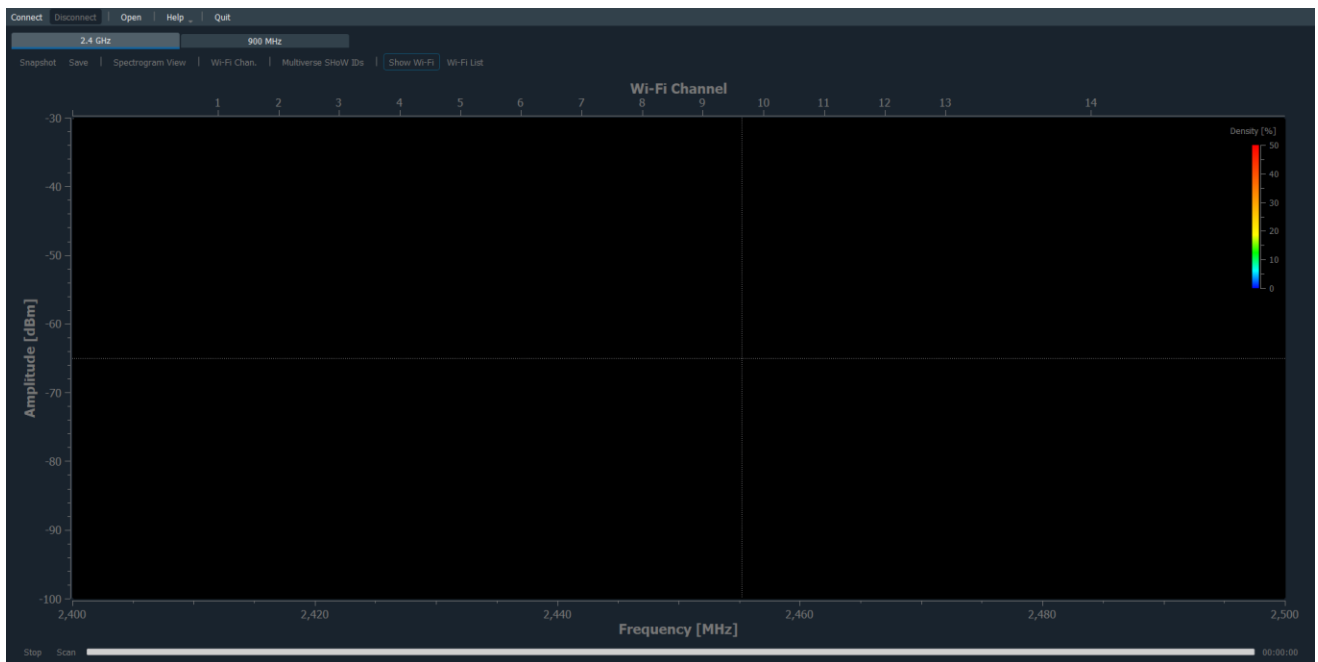 Connect Disconnect | Open | Help | Quit
2.4 GHz 900 MHz
Snapshot Save | Spectrogram View | Wi-Fi Chan. | Multiverse SHoW IDs | Show Wi-Fi Wi-Fi List
Wi-Fi Channel
1 2 3 4 5 6 7 8 9 10 11 12 13 14
Density [%]
50
40
30
20
10
0
Amplitude [dBm]
-30
-40
-50
-60
-70
-80
-90
-100
2,400 2,420 2,440 2,460 2,480 2,500
Frequency [MHz]
Stop Scan 00:00:00